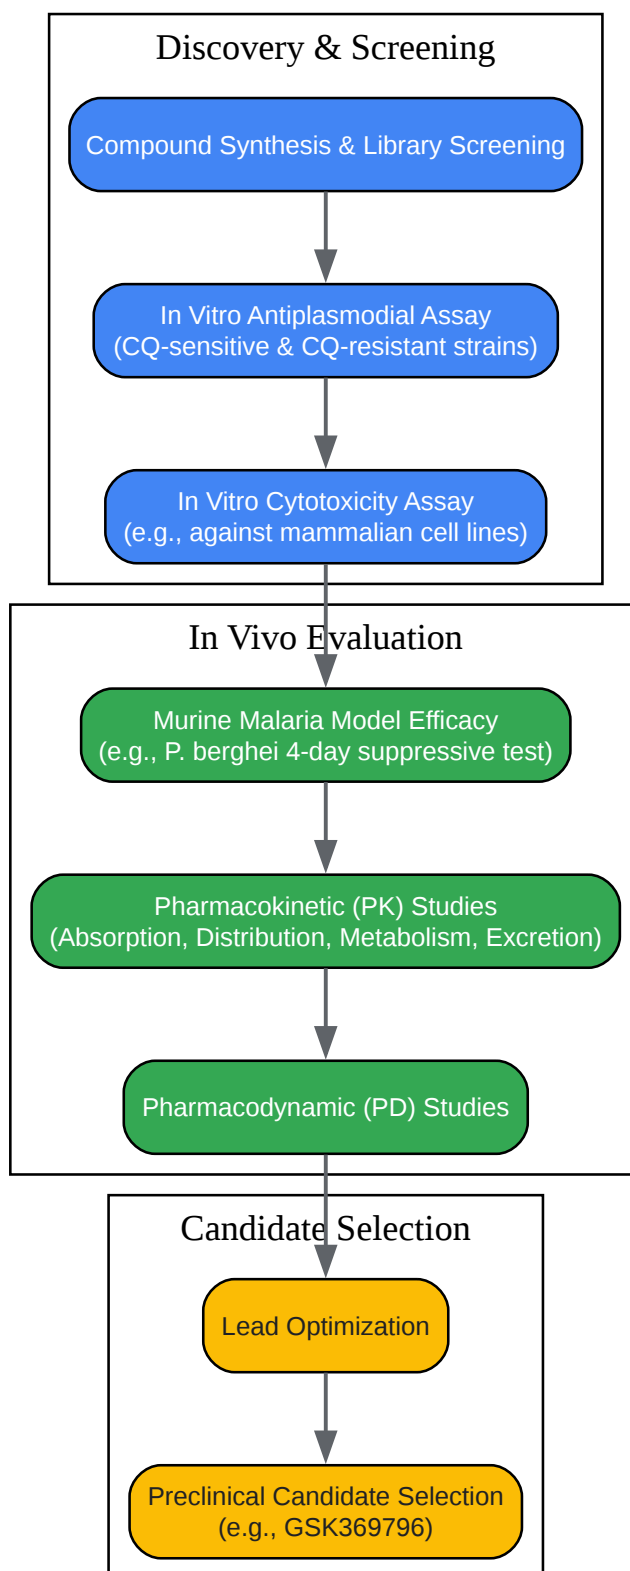 Discovery & Screening
Compound Synthesis & Library Screening
In Vitro Antiplasmodial Assay
(CQ-sensitive & CQ-resistant strains)
In Vitro Cytotoxicity Assay
(e.g., against mammalian cell lines)
In Vivo Evaluation
Murine Malaria Model Efficacy
(e.g., P. berghei 4-day suppressive test)
Pharmacokinetic (PK) Studies
(Absorption, Distribution, Metabolism, Excretion)
Pharmacodynamic (PD) Studies
Candidate Selection
Lead Optimization
Preclinical Candidate Selection
(e.g., GSK369796)